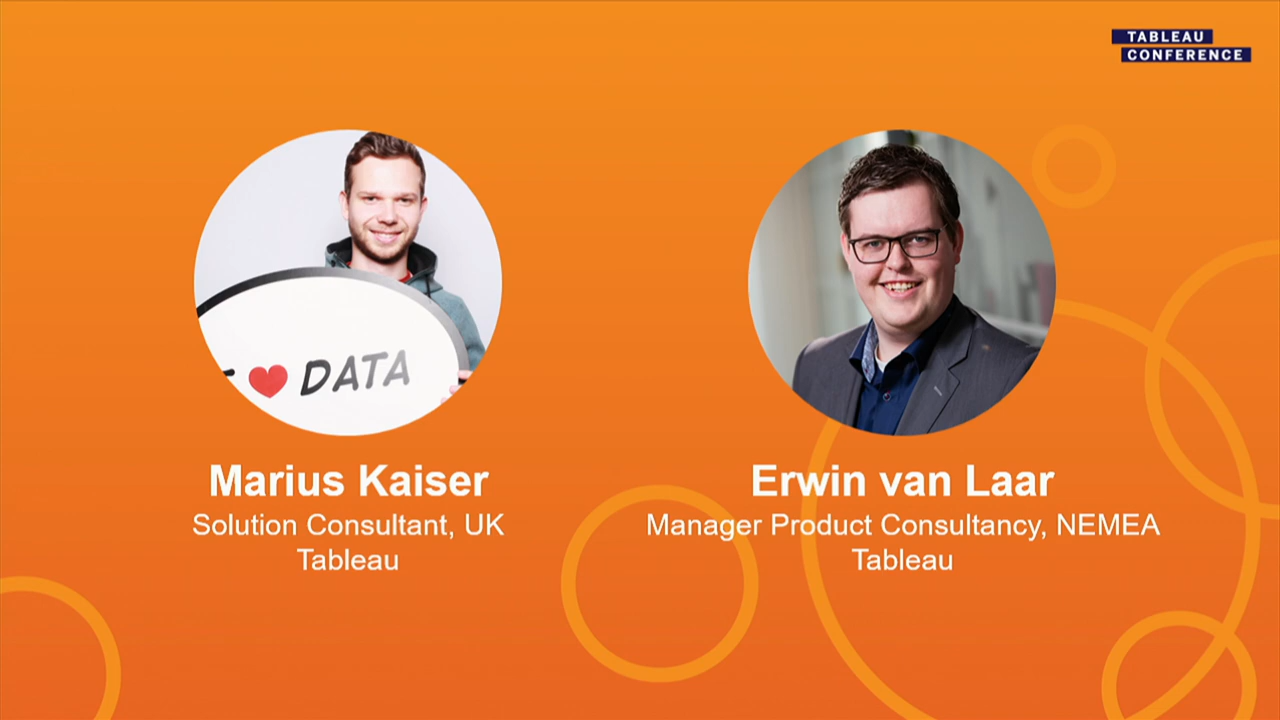 TABLEAU
CONFERENCE
❤ DATA
Marius Kaiser
Solution Consultant, UK
Tableau
Erwin van Laar
Manager Product Consultancy, NEMEA
Tableau